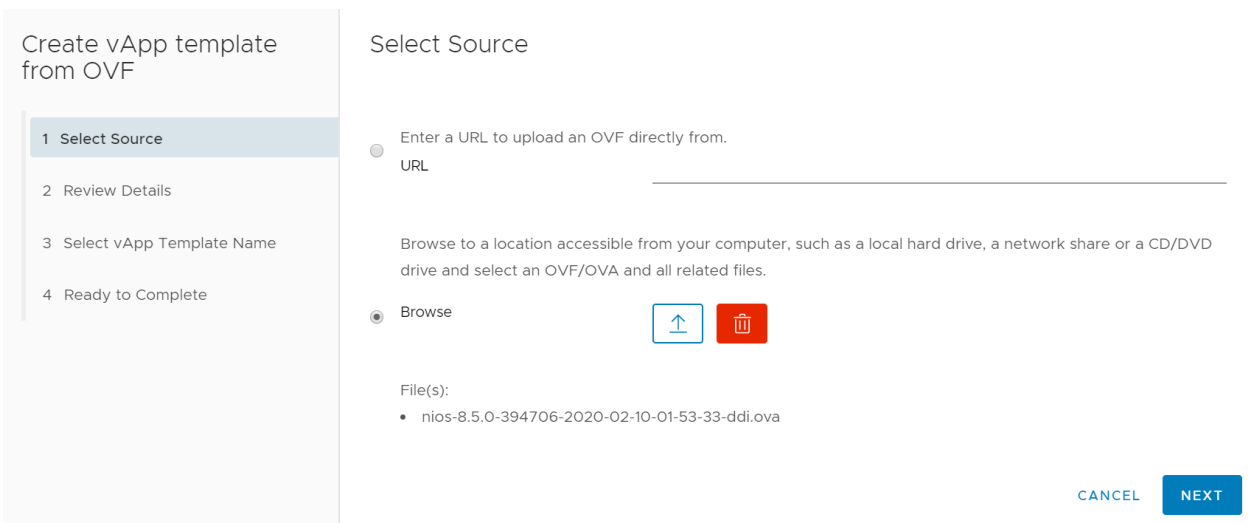 Create vApp template
from OVF
1 Select Source
2 Review Details
3 Select vApp Template Name
4 Ready to Complete
Select Source
Enter a URL to upload an OVF directly from.
URL
Browse to a location accessible from your computer, such as a local hard drive, a network share or a CD/DVD
drive and select an OVF/OVA and all related files.
Browse
File(s):
• nios-8.5.0-394706-2020-02-10-01-53-33-ddi.ova
CANCEL NEXT